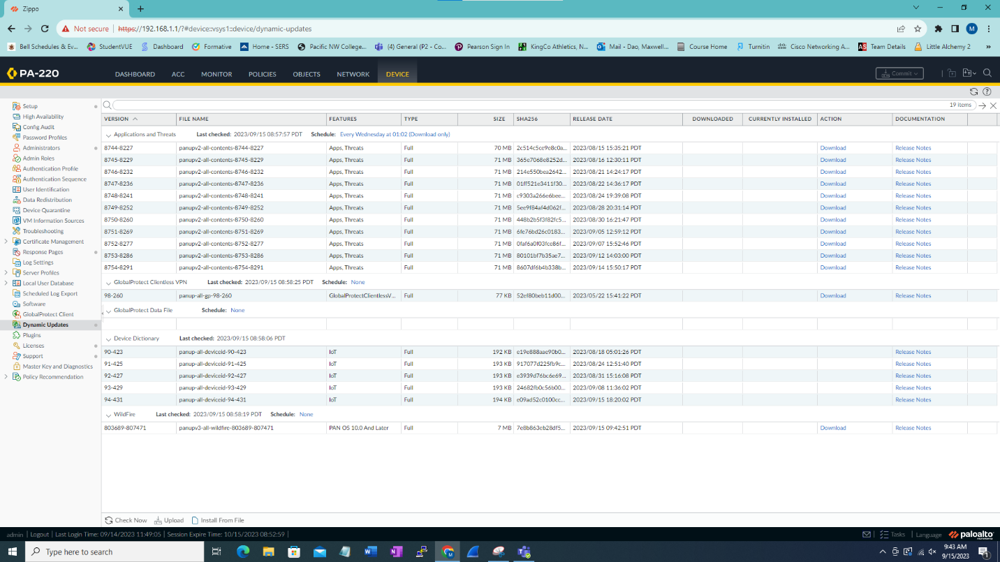 Zippo
Not secure https://192.168.1.1/?#device::vsys1::device/dynamic-updates
Bell Schedules & Ev... StudentVUE Dashboard Formative Home - SERS Pacific NW College... (4) General (P2 - Co... Pearson Sign In KingCo Athletics, N... Mail - Dao, Maxwell... Course Home Turnitin Cisco Networking A... Team Details Little Alchemy 2 »
PA-220 DASHBOARD ACC MONITOR POLICIES OBJECTS NETWORK DEVICE Commit
Setup
High Availability
Config Audit
Password Profiles
Administrators
Admin Roles
Authentication Profile
Authentication Sequence
User Identification
Data Redistribution
Device Quarantine
VM Information Sources
Troubleshooting
Certificate Management
Response Pages
Log Settings
Server Profiles
Local User Database
Scheduled Log Export
Software
GlobalProtect Client
Dynamic Updates
Plugins
Licenses
Support
Master Key and Diagnostics
Policy Recommendation
19 items
VERSION FILE NAME FEATURES TYPE SIZE SHA256 RELEASE DATE DOWNLOADED CURRENTLY INSTALLED ACTION DOCUMENTATION
Applications and Threats Last checked: 2023/09/15 08:57:57 PDT Schedule: Every Wednesday at 01:02 (Download only)
8744-8227 panupv2-all-contents-8744-8227 Apps, Threats Full 70 MB 2c514c5ce9e8c0a... 2023/08/15 15:35:21 PDT Download Release Notes
8745-8229 panupv2-all-contents-8745-8229 Apps, Threats Full 71 MB 365e7068e8252d... 2023/08/16 12:30:11 PDT Download Release Notes
8746-8232 panupv2-all-contents-8746-8232 Apps, Threats Full 71 MB 214e550bea2642... 2023/08/21 14:24:17 PDT Download Release Notes
8747-8236 panupv2-all-contents-8747-8236 Apps, Threats Full 71 MB 01ff521e3411f30... 2023/08/22 14:36:17 PDT Download Release Notes
8748-8241 panupv2-all-contents-8748-8241 Apps, Threats Full 71 MB c9303a266e6bee... 2023/08/24 19:39:08 PDT Download Release Notes
8749-8252 panupv2-all-contents-8749-8252 Apps, Threats Full 71 MB 5ee9f84af4d062f... 2023/08/28 20:31:14 PDT Download Release Notes
8750-8260 panupv2-all-contents-8750-8260 Apps, Threats Full 71 MB 448b2b5f3f82fc5... 2023/08/30 16:21:47 PDT Download Release Notes
8751-8269 panupv2-all-contents-8751-8269 Apps, Threats Full 71 MB 6fe76bd26c0183... 2023/09/05 12:59:12 PDT Download Release Notes
8752-8277 panupv2-all-contents-8752-8277 Apps, Threats Full 71 MB 0faf6a0f03fce86f... 2023/09/07 15:52:46 PDT Download Release Notes
8753-8286 panupv2-all-contents-8753-8286 Apps, Threats Full 71 MB 80101bf7b35ae7... 2023/09/12 14:03:00 PDT Download Release Notes
8754-8291 panupv2-all-contents-8754-8291 Apps, Threats Full 71 MB 8607df6b4b338b... 2023/09/14 15:50:17 PDT Download Release Notes
GlobalProtect Clientless VPN Last checked: 2023/09/15 08:58:25 PDT Schedule: None
98-260 panup-all-gp-98-260 GlobalProtectClientlessV... Full 77 KB 52ef80beb11d00... 2023/05/22 15:41:22 PDT Download Release Notes
GlobalProtect Data File Schedule: None
Device Dictionary Last checked: 2023/09/15 08:58:06 PDT
90-423 panup-all-deviceid-90-423 IoT Full 192 KB e19e888aae90b0... 2023/08/18 05:01:26 PDT Release Notes
91-425 panup-all-deviceid-91-425 IoT Full 193 KB 917077d225fb9c... 2023/08/24 12:51:40 PDT Release Notes
92-427 panup-all-deviceid-92-427 IoT Full 193 KB e3939d76bc6e69... 2023/08/31 15:16:08 PDT Release Notes
93-429 panup-all-deviceid-93-429 IoT Full 193 KB 24682fb0c56b00... 2023/09/08 11:36:02 PDT Release Notes
94-431 panup-all-deviceid-94-431 IoT Full 194 KB e09ad52c0100cc... 2023/09/15 18:20:02 PDT Release Notes
WildFire Last checked: 2023/09/15 08:58:19 PDT Schedule: None
803689-807471 panupv3-all-wildfire-803689-807471 PAN OS 10.0 And Later Full 7 MB 7e8b863eb28df5... 2023/09/15 09:42:51 PDT Download Release Notes
Check Now Upload Install From File
admin | Logout | Last Login Time: 09/14/2023 11:49:05 | Session Expire Time: 10/15/2023 08:52:59 | Tasks | Language paloalto NETWORKS
Type here to search
9:43 AM
9/15/2023